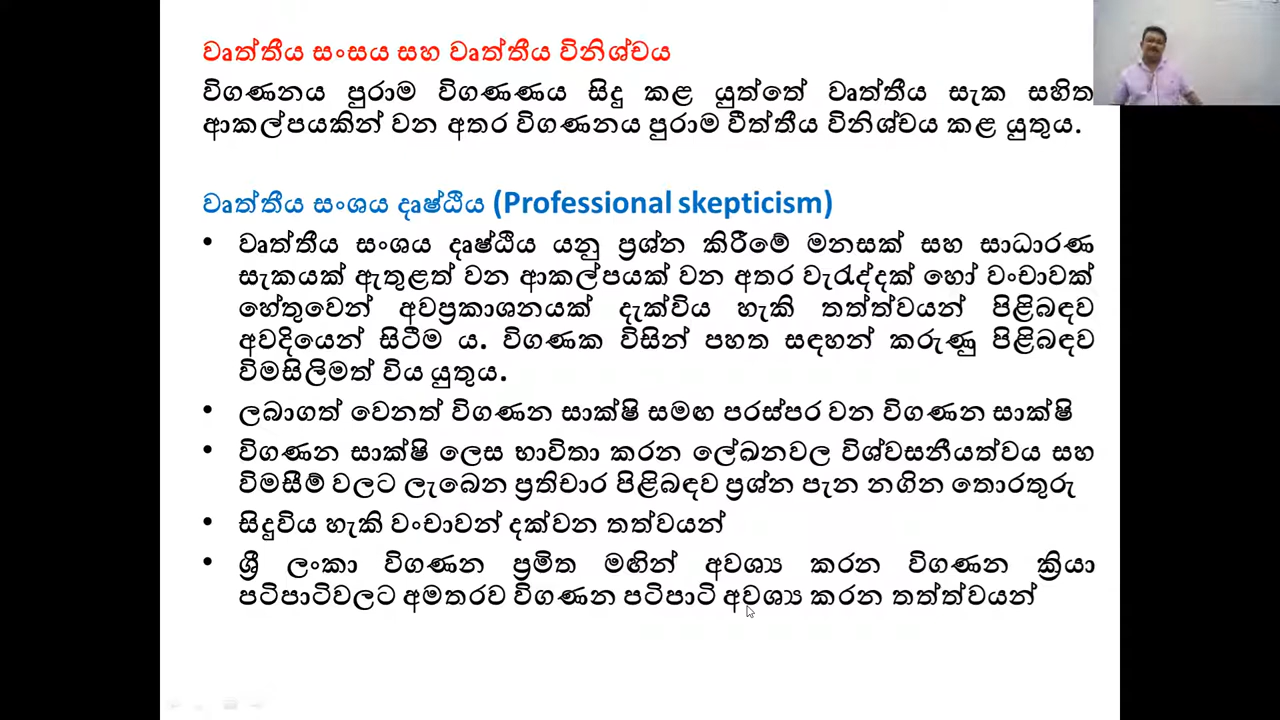 වෘත්තීය සංසය සහ වෘත්තීය විනිශ්චය
විගණනය පුරාම විගණණය සිදු කළ යුත්තේ වෘත්තීය සැක සහිත
ආකල්පයකින් වන අතර විගණනය පුරාම වීත්තීය විනිශ්චය කළ යුතුය.
වෘත්තීය සංශය දෘෂ්ඨිය (Professional skepticism)
• වෘත්තීය සංශය දෘෂ්ඨිය යනු ප්‍රශ්න කිරීමේ මනසක් සහ සාධාරණ
සැකයක් ඇතුළත් වන ආකල්පයක් වන අතර වැරැද්දක් හෝ වංචාවක්
හේතුවෙන් අවප්‍රකාශනයක් දැක්විය හැකි තත්ත්වයන් පිළිබඳව
අවදියෙන් සිටීම ය. විගණක විසින් පහත සඳහන් කරුණු පිළිබඳව
විමසිලිමත් විය යුතුය.
• ලබාගත් වෙනත් විගණන සාක්ෂි සමඟ පරස්පර වන විගණන සාක්ෂි
• විගණන සාක්ෂි ලෙස භාවිතා කරන ලේඛනවල විශ්වසනීයත්වය සහ
විමසීම් වලට ලැබෙන ප්‍රතිචාර පිළිබඳව ප්‍රශ්න පැන නගින තොරතුරු
• සිදුවිය හැකි වංචාවන් දක්වන තත්වයන්
• ශ්‍රී ලංකා විගණන ප්‍රමිත මඟින් අවශ්‍ය කරන විගණන ක්‍රියා
පටිපාටිවලට අමතරව විගණන පටිපාටි අවශ්‍ය කරන තත්ත්වයන්